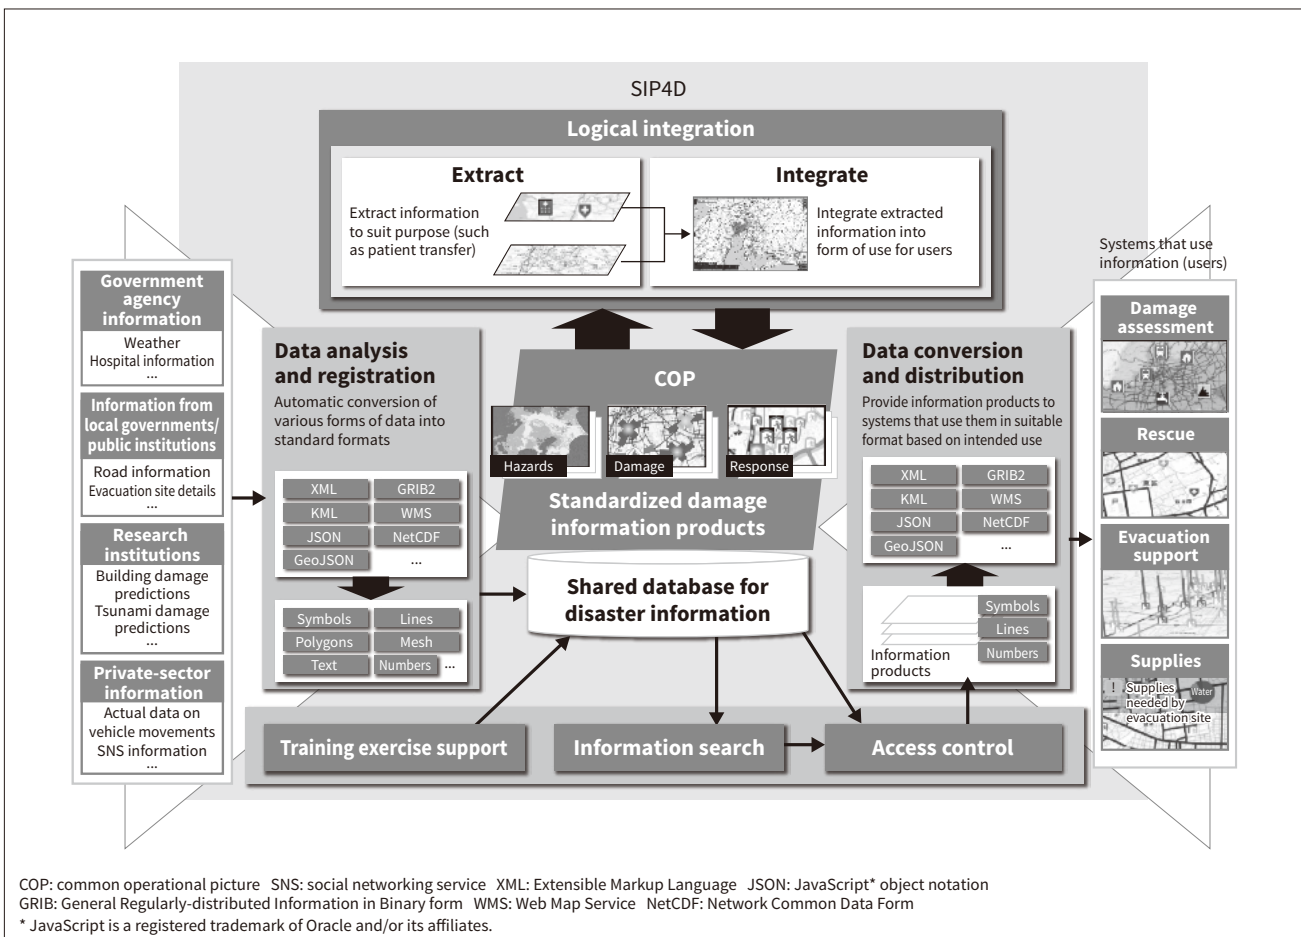 SIP4D
Logical integration
Extract
Extract information
to suit purpose (such
as patient transfer)
Integrate
Integrate extracted
information into
form of use for users
Government
agency
information
Weather
Hospital information
...
Information from
local governments/
public institutions
Road information
Evacuation site details
...
Research
institutions
Building damage
predictions
Tsunami damage
predictions
...
Private-sector
information
Actual data on
vehicle movements
SNS information
...
Data analysis
and registration
Automatic conversion of
various forms of data into
standard formats
XML GRIB2
KML WMS
JSON NetCDF
GeoJSON ...
Symbols Lines
Polygons Mesh
Text Numbers ...
COP
Hazards Damage Response
Standardized damage
information products
Shared database for
disaster information
Data conversion
and distribution
Provide information products to
systems that use them in suitable
format based on intended use
XML GRIB2
KML WMS
JSON NetCDF
GeoJSON ...
Symbols
Lines
Numbers
Information
products
Training exercise support
Information search
Access control
Systems that use
information (users)
Damage
assessment
Rescue
Evacuation
support
Supplies
! Supplies
needed by
evacuation site
Water
COP: common operational picture SNS: social networking service XML: Extensible Markup Language JSON: JavaScript* object notation
GRIB: General Regularly-distributed Information in Binary form WMS: Web Map Service NetCDF: Network Common Data Form
* JavaScript is a registered trademark of Oracle and/or its affiliates.